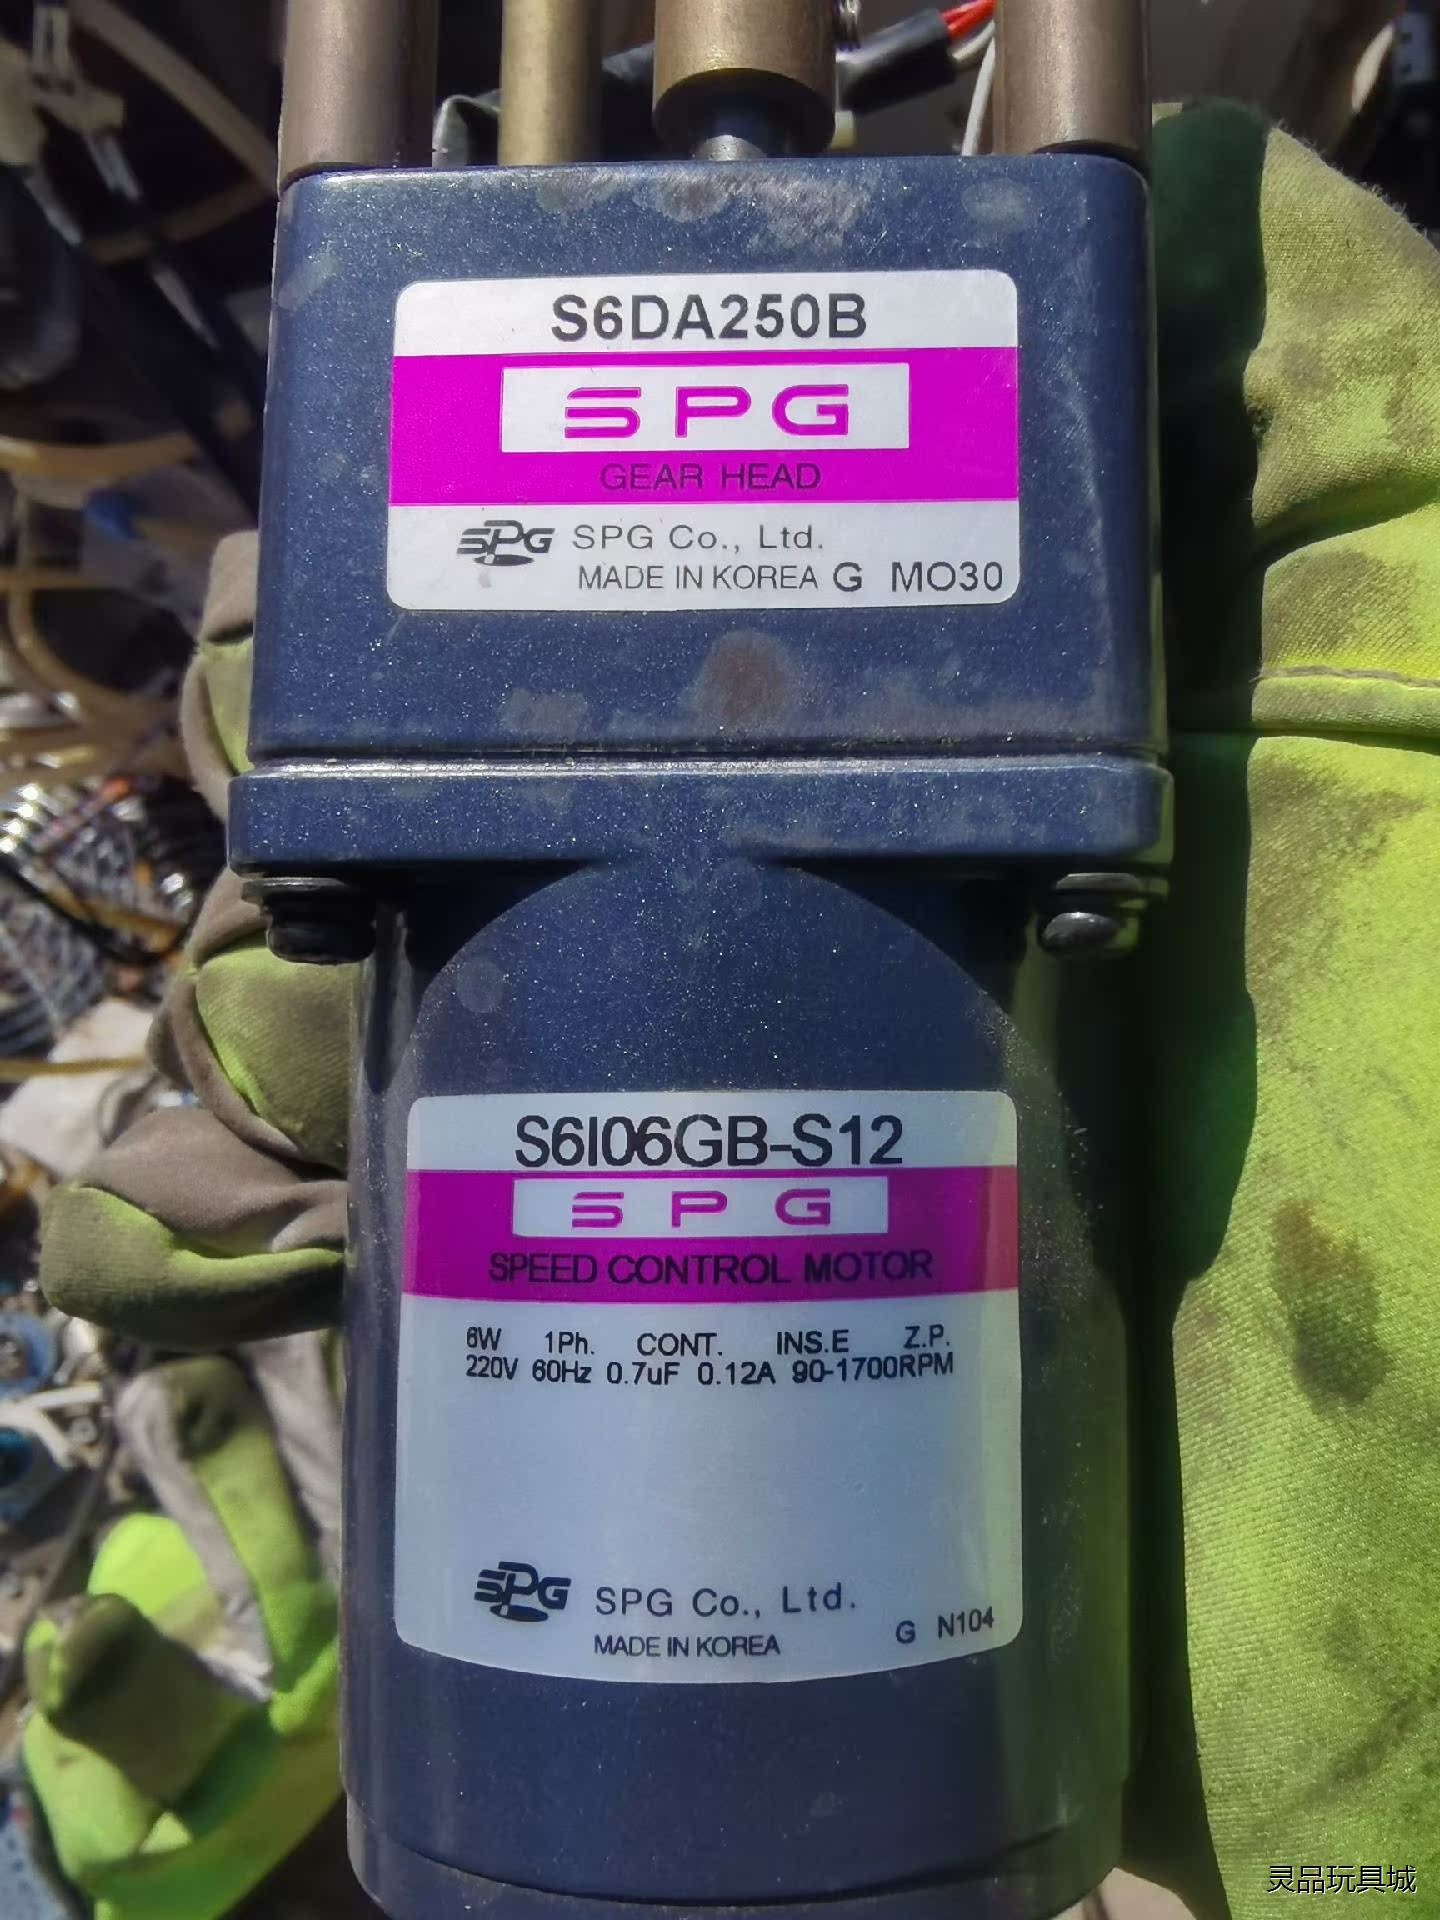 S6DA250B
SPG
GEAR HEAD
SPG SPG Co., Ltd.
MADE IN KOREA G MO30
S6I06GB-S12
SPG
SPEED CONTROL MOTOR
6W 1Ph. CONT. INS.E Z.P.
220V 60Hz 0.7uF 0.12A 90-1700RPM
SPG SPG Co., Ltd.
MADE IN KOREA G N104
灵品玩具城